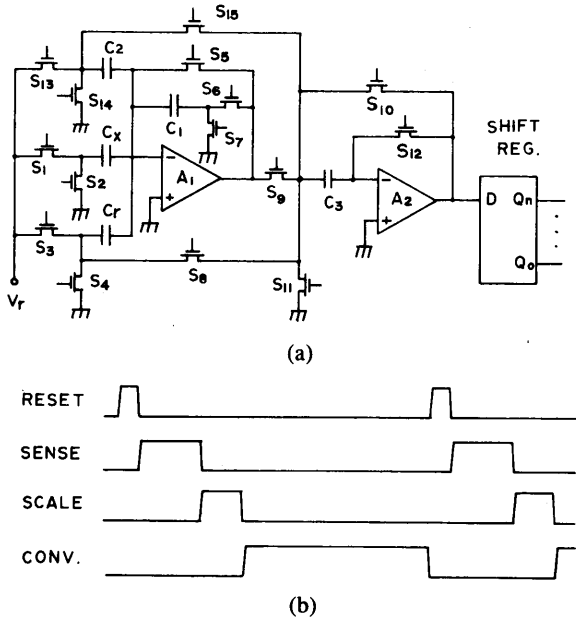 S15
C2
S5
S6
S13
S14
C1
S7
S10
S12
SHIFT
REG.
S1
Cx
S2
−
A1
+
S9
C3
−
A2
+
D
Qn
Q0
Cr
S3
S4
S8
S11
Vr
(a)
RESET
SENSE
SCALE
CONV.
(b)